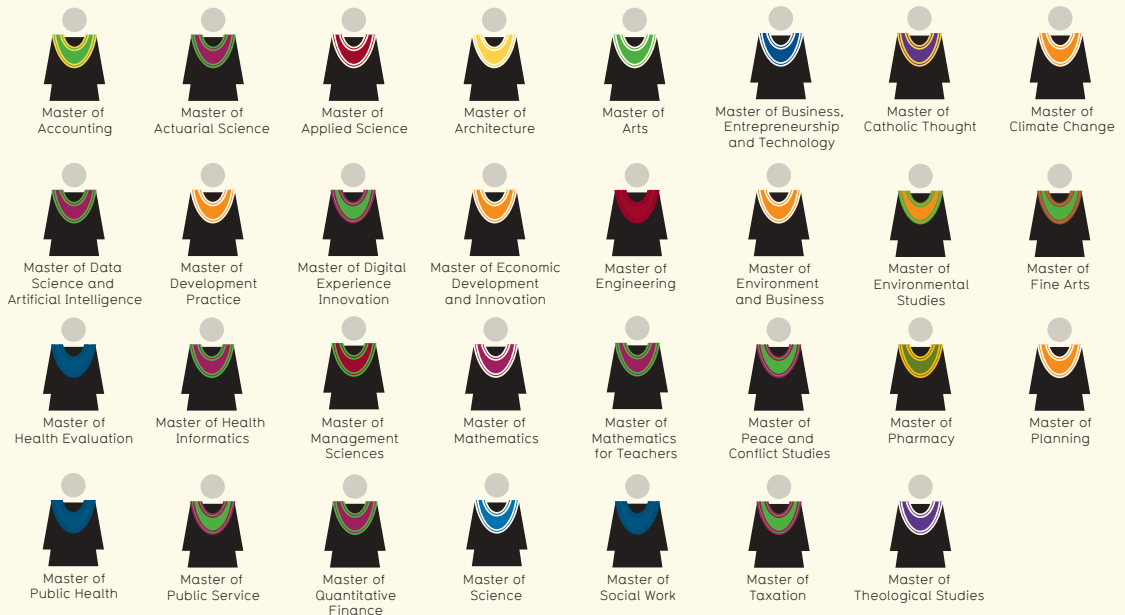 Master of
Accounting
Master of
Actuarial Science
Master of
Applied Science
Master of
Architecture
Master of
Arts
Master of Business,
Entrepreneurship
and Technology
Master of
Catholic Thought
Master of
Climate Change
Master of Data
Science and
Artificial Intelligence
Master of
Development
Practice
Master of Digital
Experience
Innovation
Master of Economic
Development
and Innovation
Master of
Engineering
Master of
Environment
and Business
Master of
Environmental
Studies
Master of
Fine Arts
Master of
Health Evaluation
Master of Health
Informatics
Master of
Management
Sciences
Master of
Mathematics
Master of
Mathematics
for Teachers
Master of
Peace and
Conflict Studies
Master of
Pharmacy
Master of
Planning
Master of
Public Health
Master of
Public Service
Master of
Quantitative
Finance
Master of
Science
Master of
Social Work
Master of
Taxation
Master of
Theological Studies